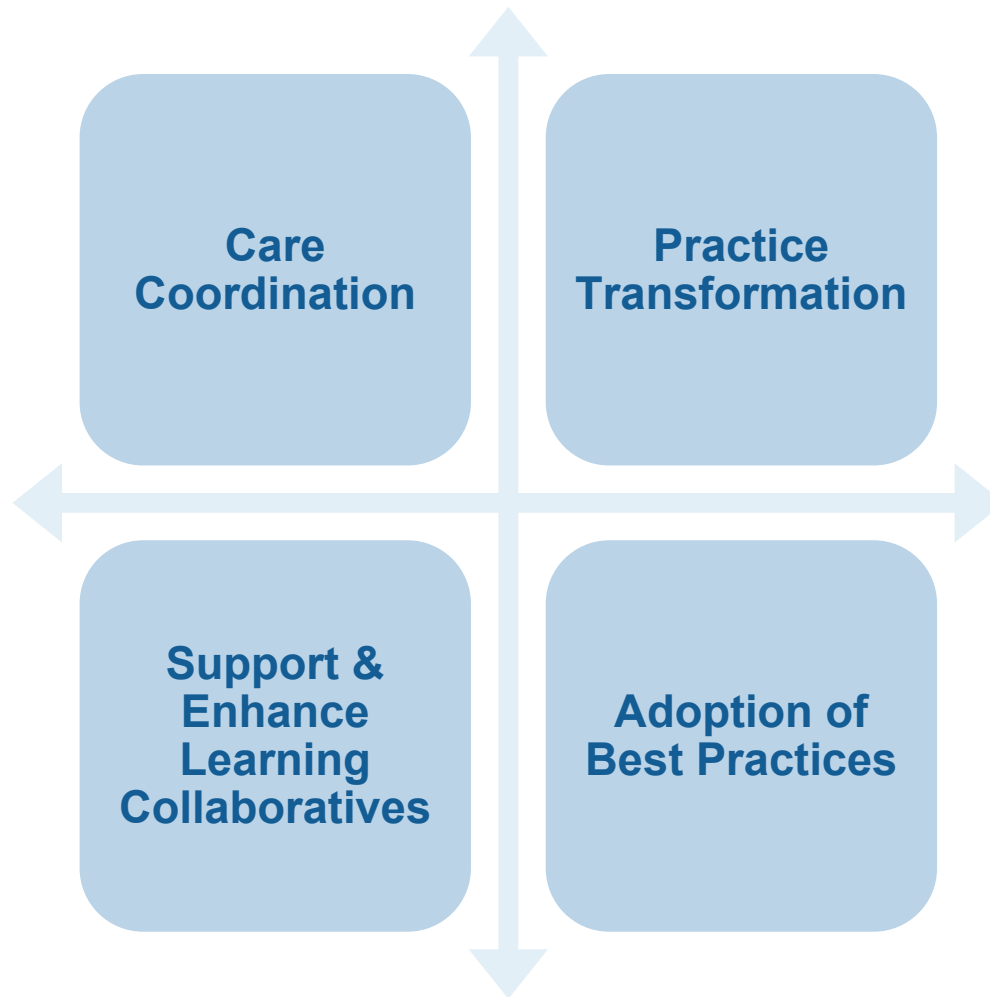 Care
Coordination
Practice
Transformation
Support &
Enhance
Learning
Collaboratives
Adoption of
Best Practices